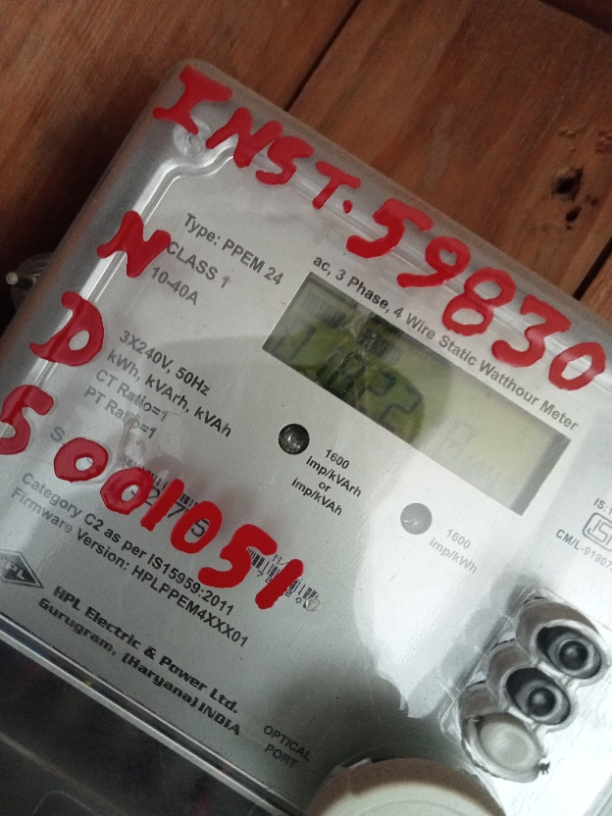 INST. 59830
ND5001051
Type: PPEM 24
CLASS 1
10-40A
ac, 3 Phase, 4 Wire Static Watthour Meter
3X240V, 50Hz
kWh, kVArh, kVAh
CT Ratio=1
PT Ratio=1
1600
imp/kVArh
or
imp/kVAh
1600
imp/kWh
Category C2 as per IS15959:2011
Firmware Version: HPLPPEM4XXX01
HPL
HPL Electric & Power Ltd.
Gurugram, (Haryana) INDIA
OPTICAL
PORT